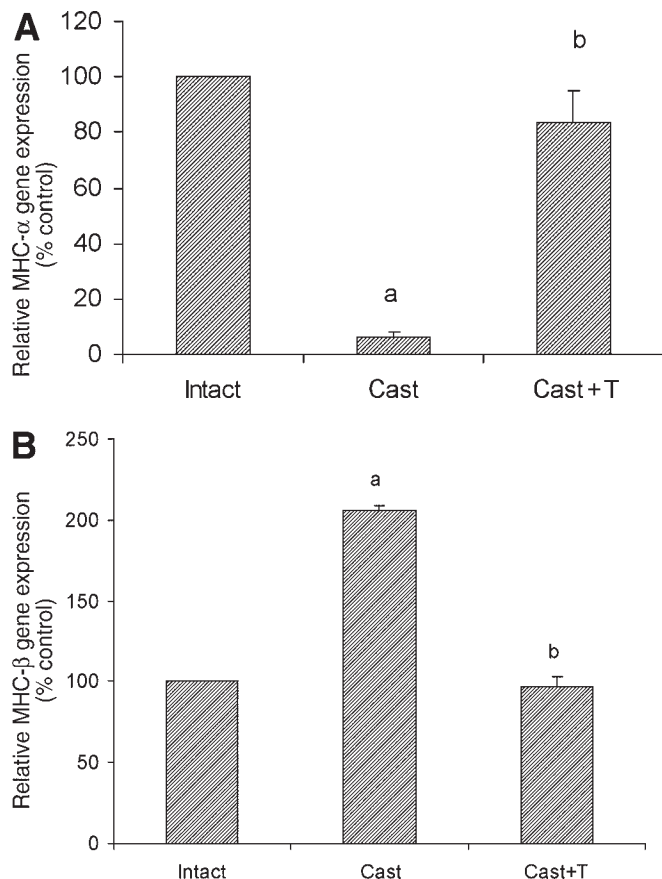 A
Relative MHC-α gene expression
(% control)
120
100
80
60
40
20
0
a
b
Intact
Cast
Cast+T
B
Relative MHC-β gene expression
(% control)
250
200
150
100
50
0
a
b
Intact
Cast
Cast+T